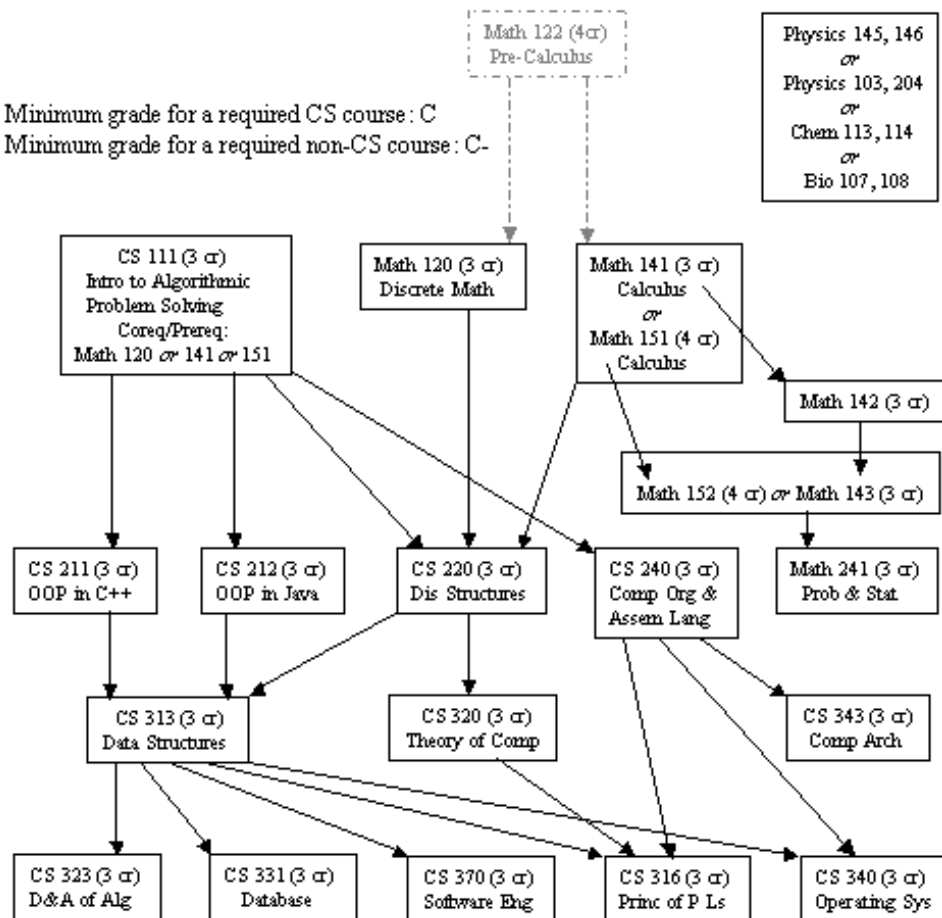 Math 122 (4cr)
Pre-Calculus
Physics 145, 146
or
Physics 103, 204
or
Chem 113, 114
or
Bio 107, 108
Minimum grade for a required CS course: C
Minimum grade for a required non-CS course: C-
CS 111 (3 cr)
Intro to Algorithmic
Problem Solving
Coreq/Prereq:
Math 120 or 141 or 151
Math 120 (3 cr)
Discrete Math
Math 141 (3 cr)
Calculus
or
Math 151 (4 cr)
Calculus
Math 142 (3 cr)
Math 152 (4 cr) or Math 143 (3 cr)
CS 211 (3 cr)
OOP in C++
CS 212 (3 cr)
OOP in Java
CS 220 (3 cr)
Dis Structures
CS 240 (3 cr)
Comp Org &
Assem Lang
Math 241 (3 cr)
Prob & Stat
CS 313 (3 cr)
Data Structures
CS 320 (3 cr)
Theory of Comp
CS 343 (3 cr)
Comp Arch
CS 323 (3 cr)
D&A of Alg
CS 331 (3 cr)
Database
CS 370 (3 cr)
Software Eng
CS 316 (3 cr)
Princ of P Ls
CS 340 (3 cr)
Operating Sys